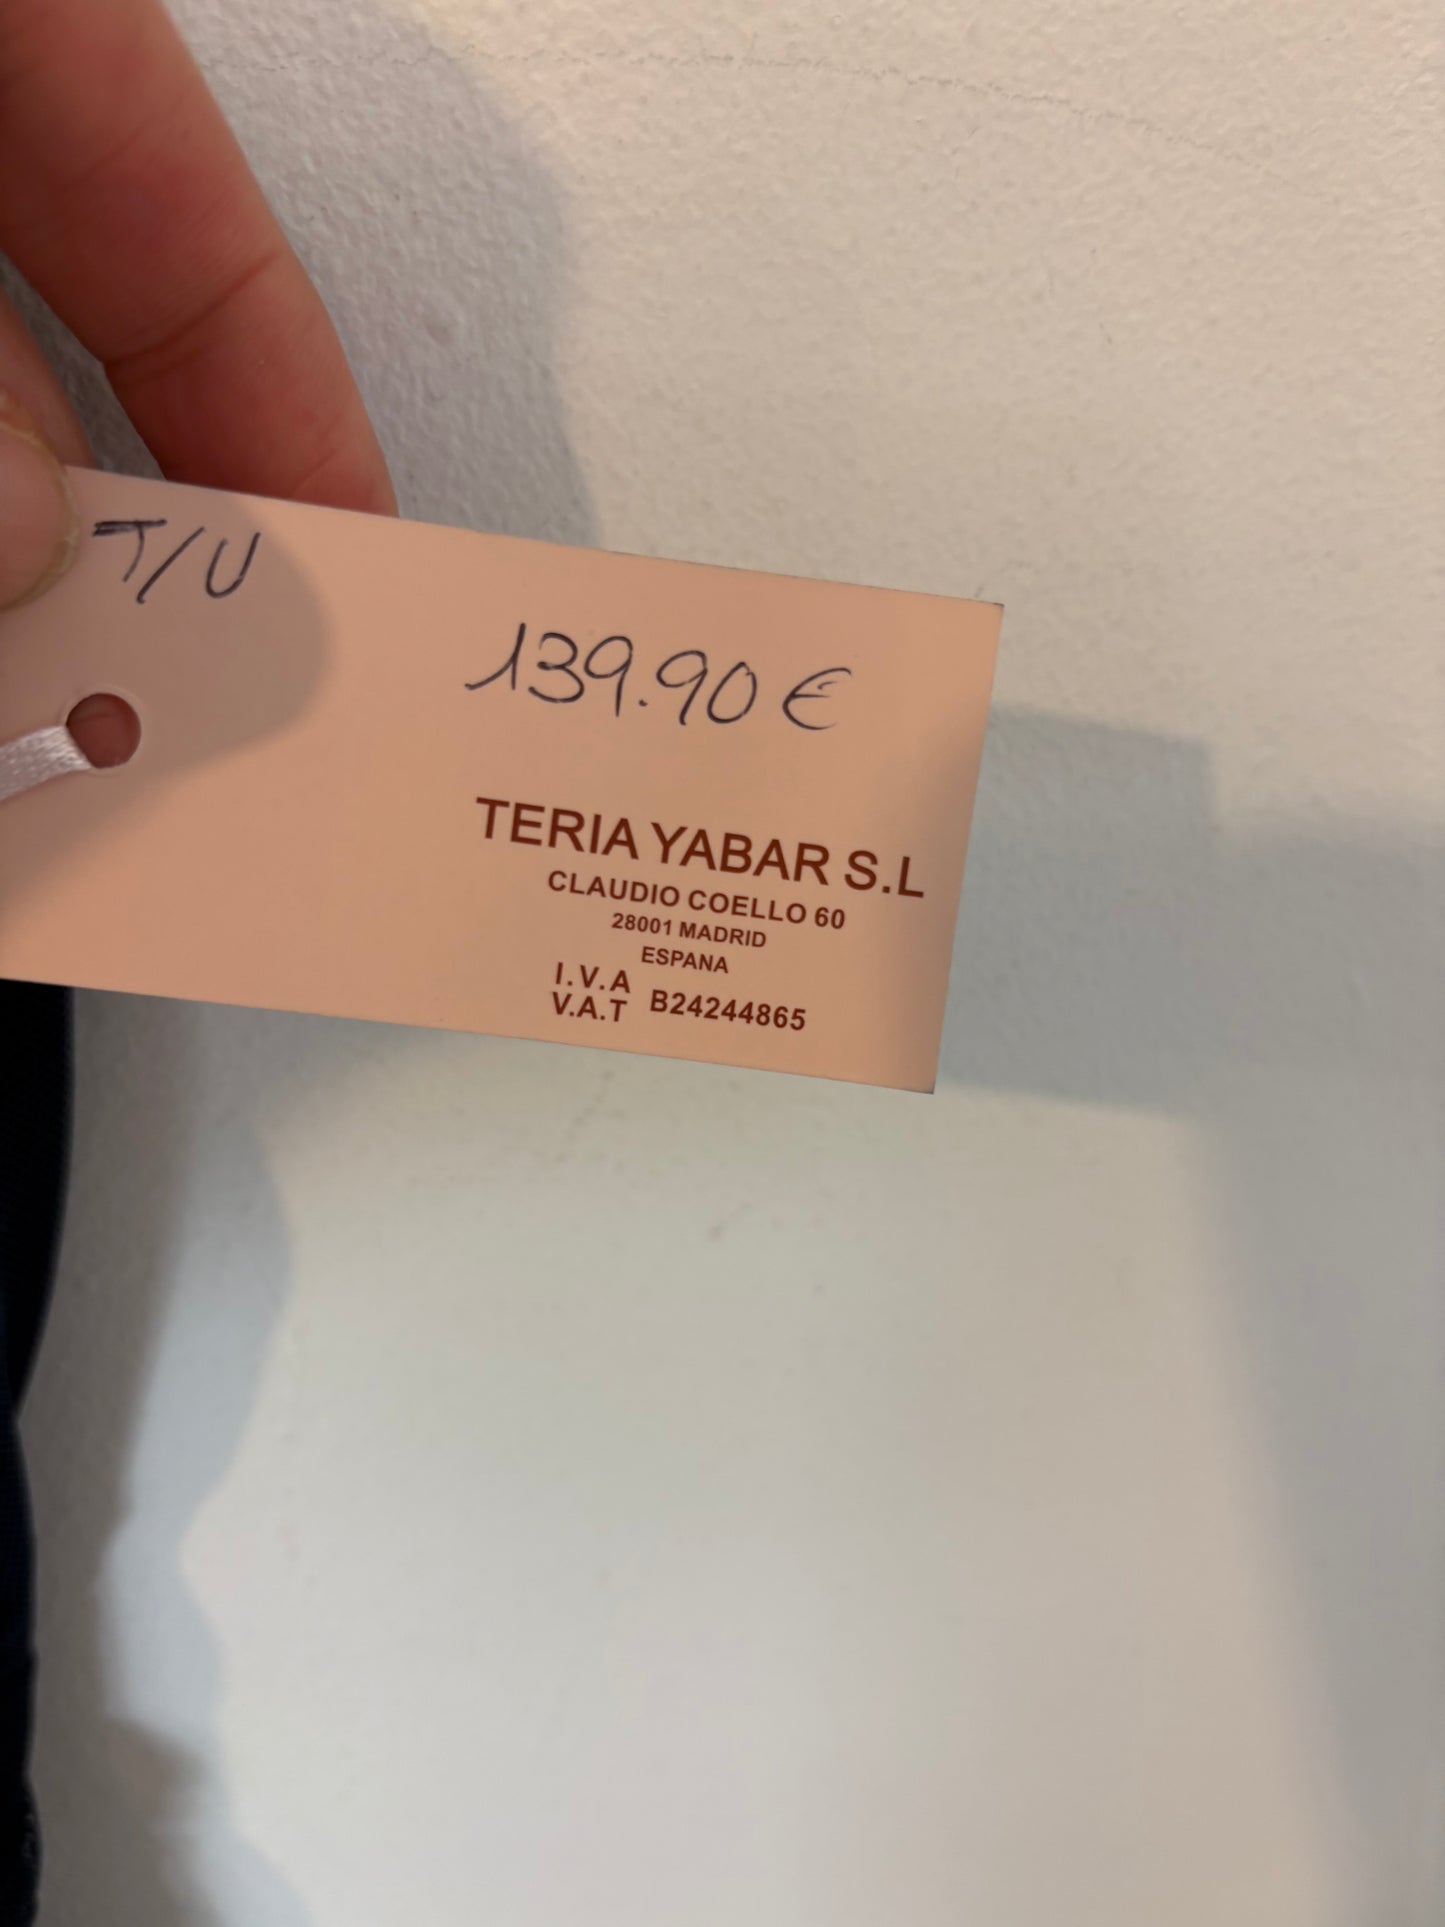 T/U
139.90 €
TERIA YABAR S.L
CLAUDIO COELLO 60
28001 MADRID
ESPANA
I.V.A
V.A.T B24244865